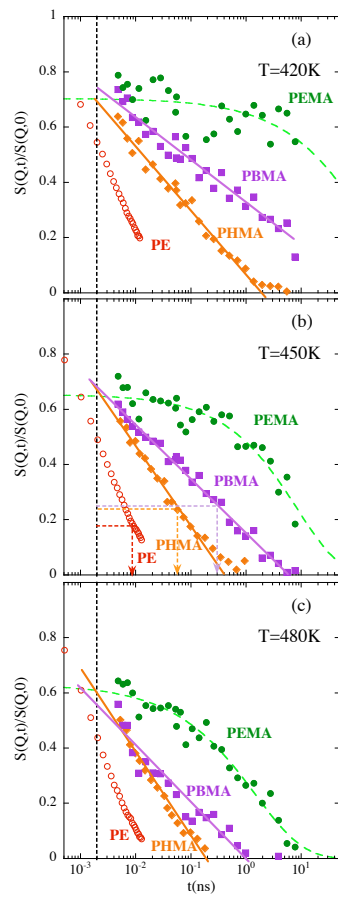 1
(a)
T=420K
0.8
PEMA
0.6
S(Q,t)/S(Q,0)
0.4
PBMA
PHMA
0.2
PE
0
(b)
T=450K
0.8
0.6
PEMA
S(Q,t)/S(Q,0)
0.4
PBMA
0.2
PHMA
PE
0
(c)
T=480K
0.8
0.6
PEMA
S(Q,t)/S(Q,0)
0.4
PBMA
0.2
PE
PHMA
0
10⁻³ 10⁻² 10⁻¹ 10⁰ 10¹
t(ns)